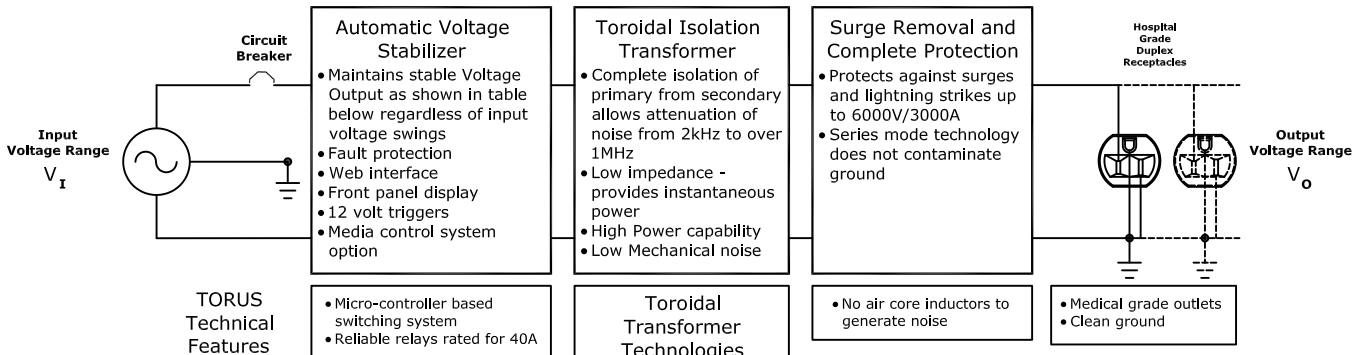 Circuit
Breaker
Input
Voltage Range
V I
Automatic Voltage
Stabilizer
• Maintains stable Voltage
Output as shown in table
below regardless of input
voltage swings
• Fault protection
• Web interface
• Front panel display
• 12 volt triggers
• Media control system
option
Toroidal Isolation
Transformer
• Complete isolation of
primary from secondary
allows attenuation of
noise from 2kHz to over
1MHz
• Low impedance -
provides instantaneous
power
• High Power capability
• Low Mechanical noise
Surge Removal and
Complete Protection
• Protects against surges
and lightning strikes up
to 6000V/3000A
• Series mode technology
does not contaminate
ground
Hospital
Grade
Duplex
Receptacles
Output
Voltage Range
V O
TORUS
Technical
Features
• Micro-controller based
switching system
• Reliable relays rated for 40A
Toroidal
Transformer
Technologies
• No air core inductors to
generate noise
• Medical grade outlets
• Clean ground